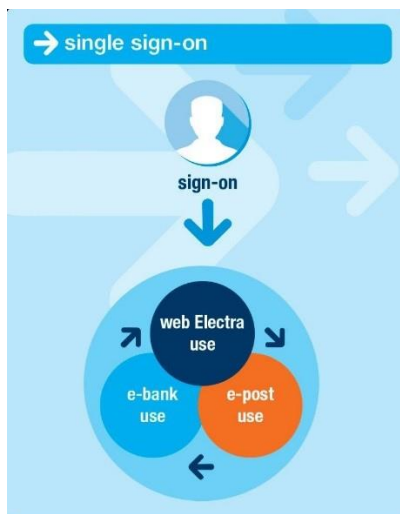 single sign-on
sign-on
web Electra
use
e-bank
use
e-post
use